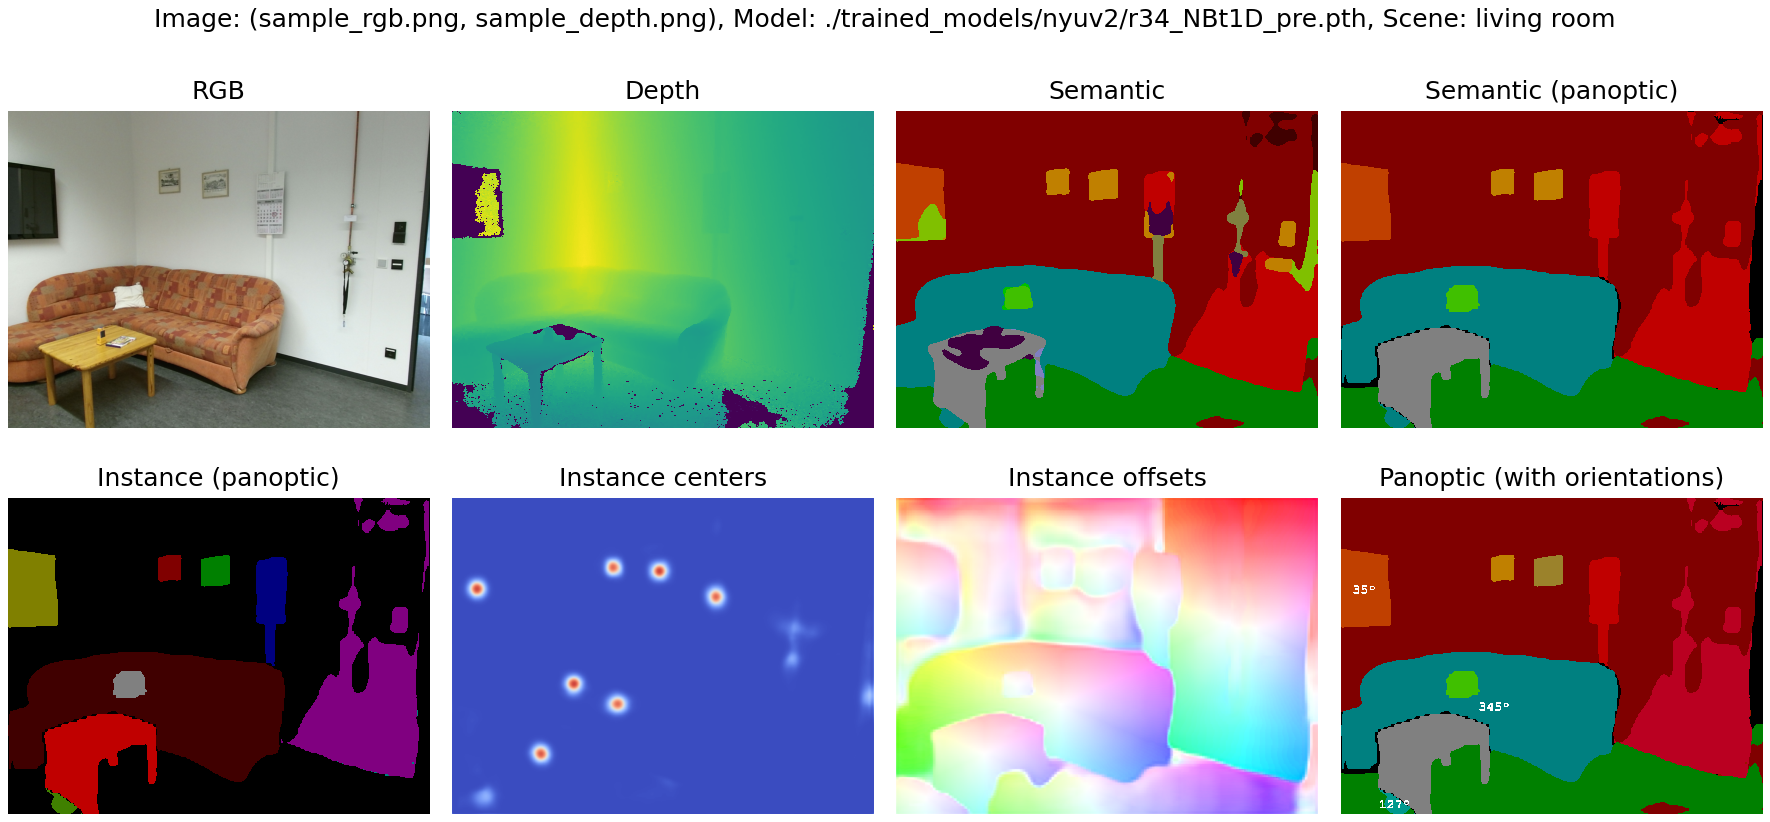 Image: (sample_rgb.png, sample_depth.png), Model: ./trained_models/nyuv2/r34_NBt1D_pre.pth, Scene: living room
RGB
Depth
Semantic
Semantic (panoptic)
Instance (panoptic)
Instance centers
Instance offsets
Panoptic (with orientations)
35°
345°
127°